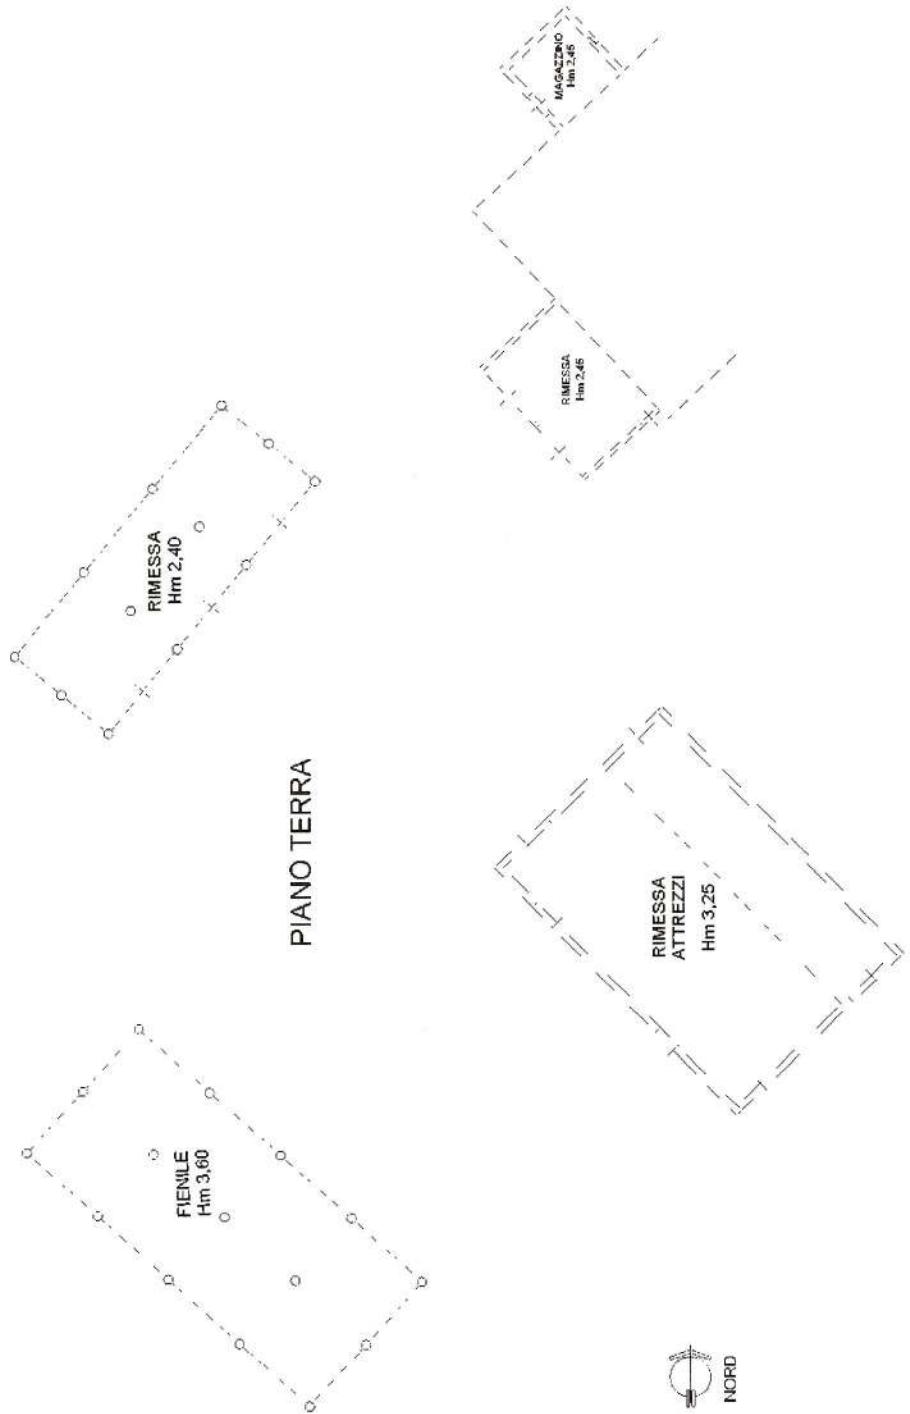 FIENILE
Hm 3,60
PIANO TERRA
RIMESSA
Hm 2,40
NORD
RIMESSA
ATTREZZI
Hm 3,25
RIMESSA
Hm 2,45
MAGAZZINO
Hm 2,45